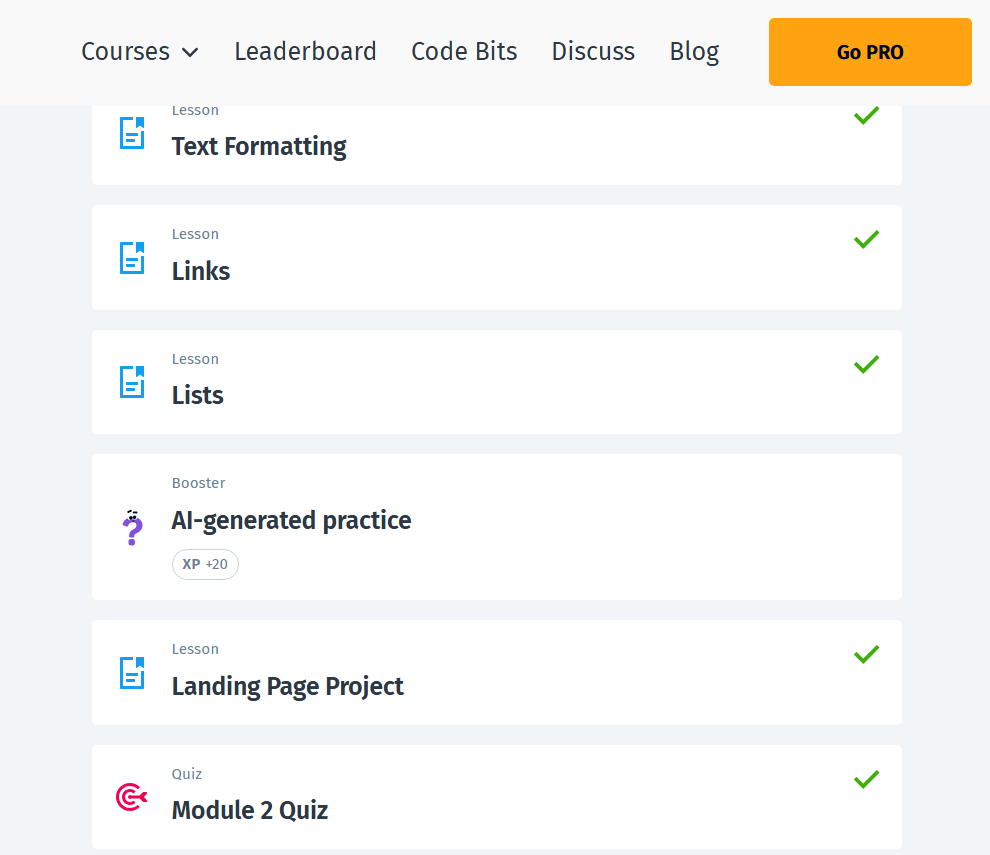 Courses Leaderboard Code Bits Discuss Blog Go PRO
Lesson
Text Formatting
Lesson
Links
Lesson
Lists
Booster
AI-generated practice
XP +20
Lesson
Landing Page Project
Quiz
Module 2 Quiz